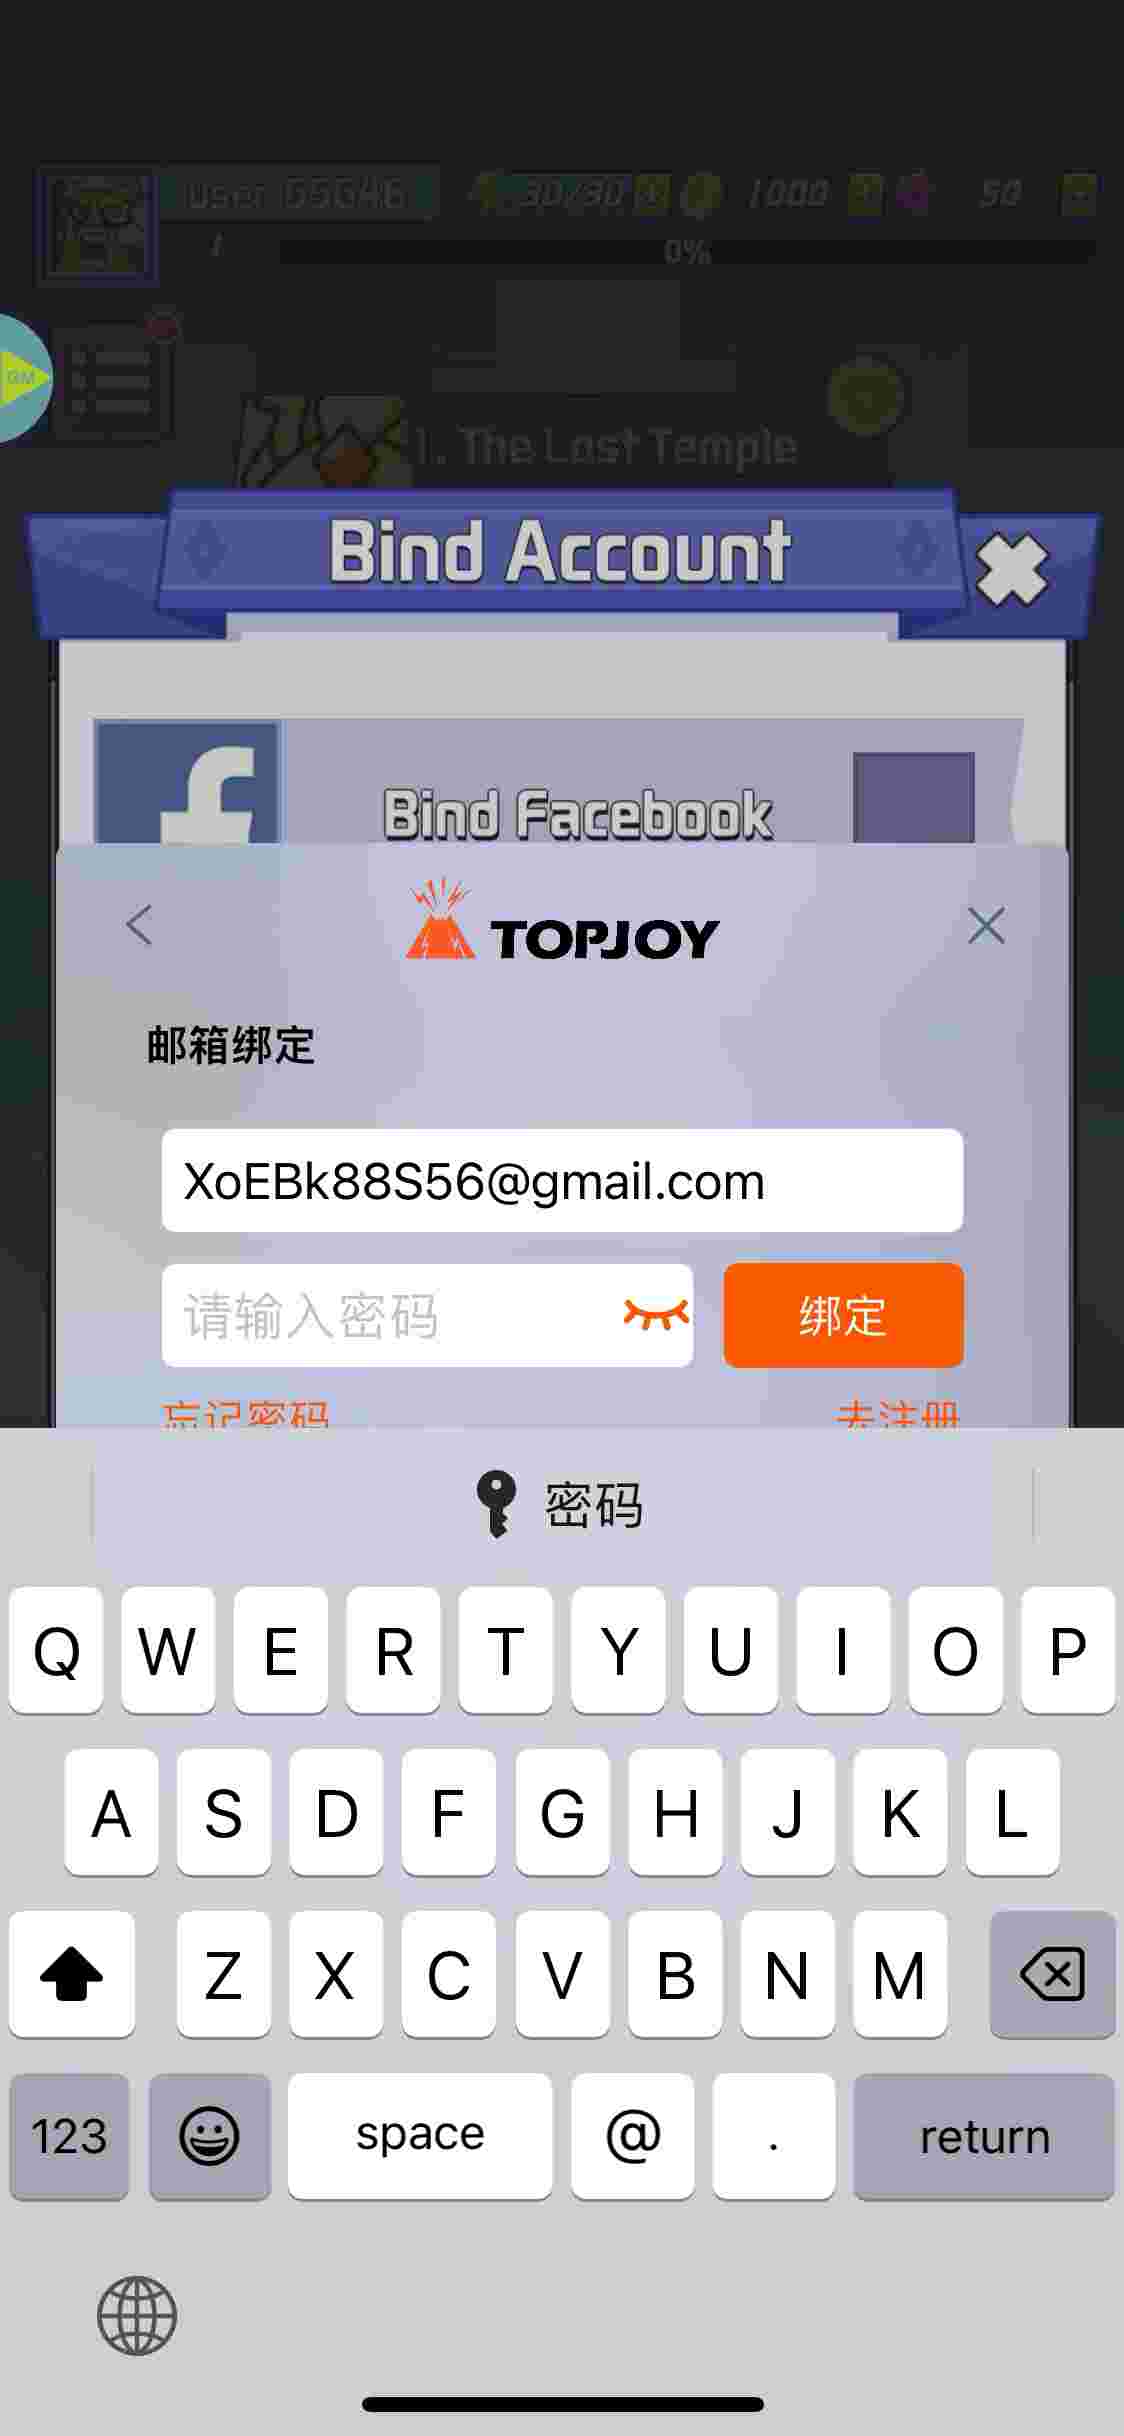 user 65646 30/30 1000 50
1 0%
GM
1. The Lost Temple
Bind Account
Bind Facebook
TOPJOY
邮箱绑定
XoEBk88S56@gmail.com
请输入密码 绑定
忘记密码 去注册
密码
Q W E R T Y U I O P
A S D F G H J K L
Z X C V B N M
123 space @ . return